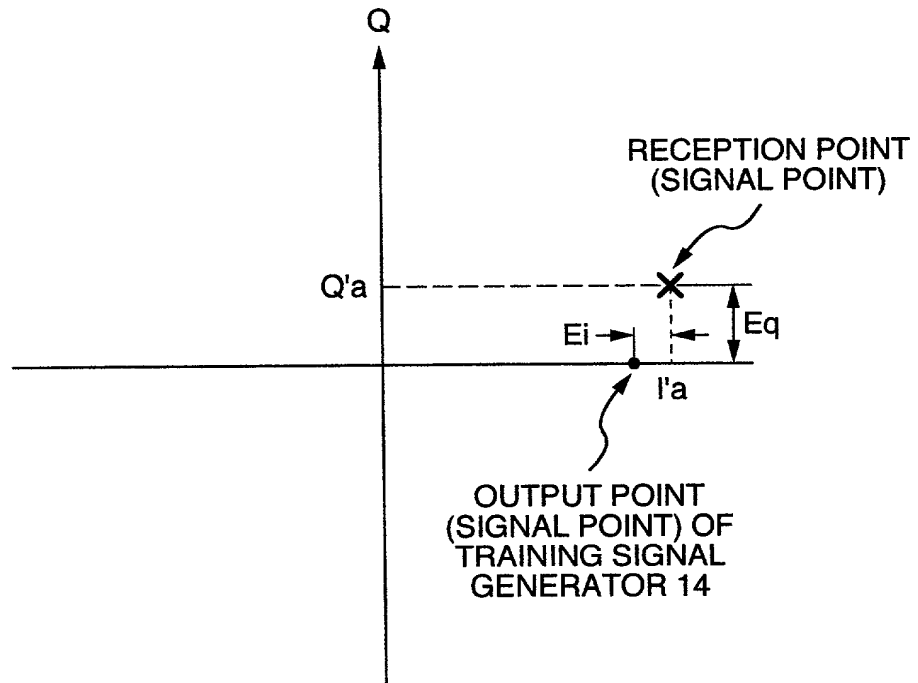 Q
RECEPTION POINT
(SIGNAL POINT)
Q'a
Ei
Eq
I'a
OUTPUT POINT
(SIGNAL POINT) OF
TRAINING SIGNAL
GENERATOR 14